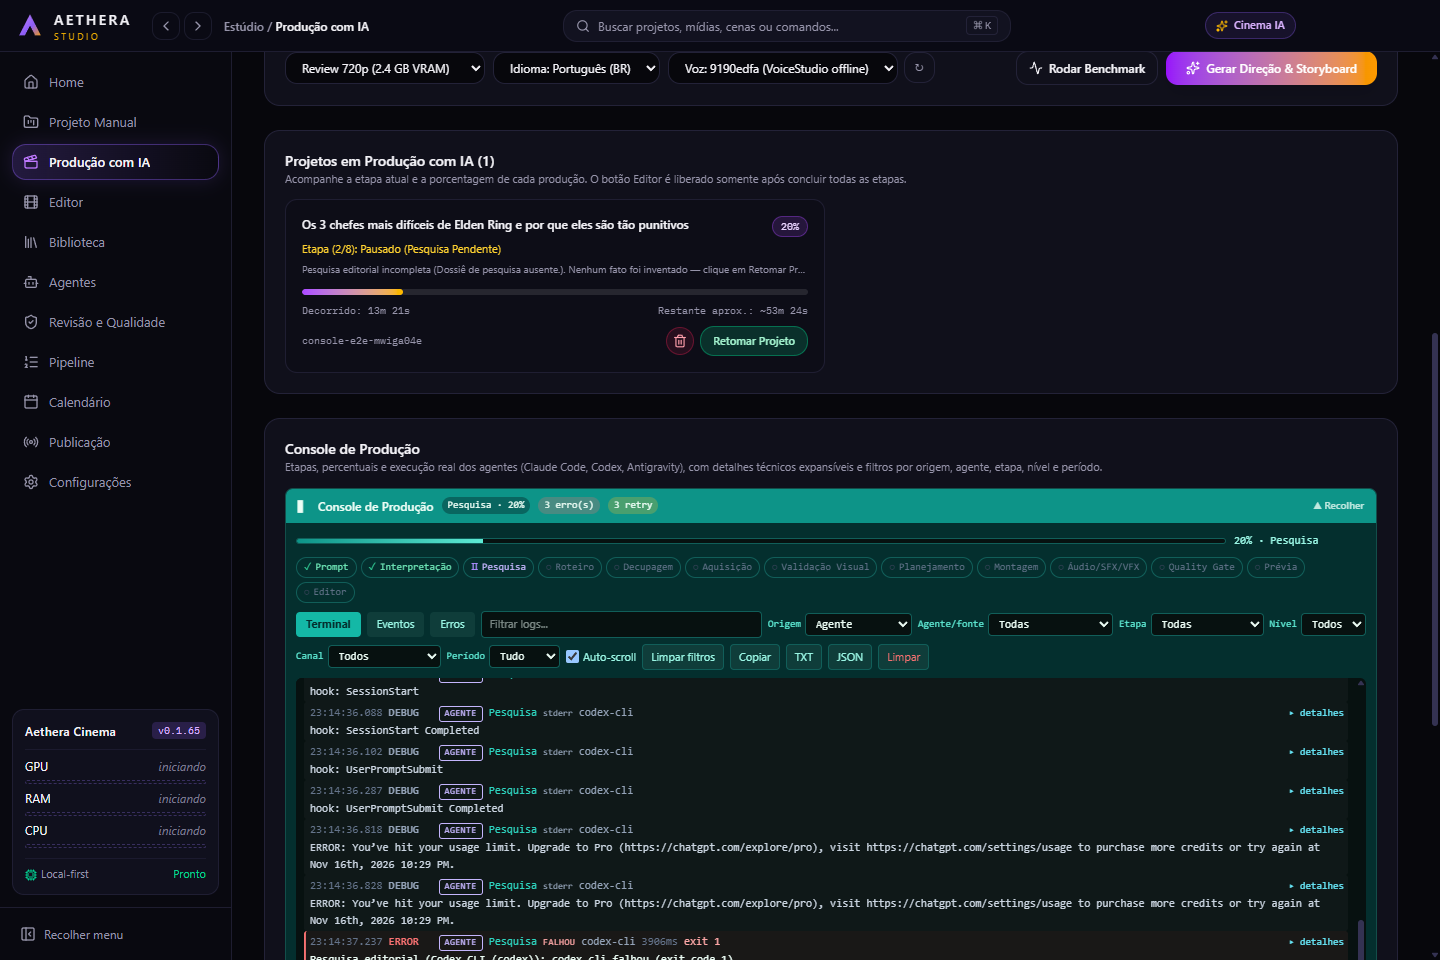 AETHERA
STUDIO
Estúdio / Produção com IA
Buscar projetos, mídias, cenas ou comandos...
⌘ K
Cinema IA
Home
Projeto Manual
Produção com IA
Editor
Biblioteca
Agentes
Revisão e Qualidade
Pipeline
Calendário
Publicação
Configurações
Aethera Cinema v0.1.65
GPU iniciando
RAM iniciando
CPU iniciando
Local-first Pronto
Recolher menu
Review 720p (2.4 GB VRAM)
Idioma: Português (BR)
Voz: 9190edfa (VoiceStudio offline)
↻
Rodar Benchmark
Gerar Direção & Storyboard
Projetos em Produção com IA (1)
Acompanhe a etapa atual e a porcentagem de cada produção. O botão Editor é liberado somente após concluir todas as etapas.
Os 3 chefes mais difíceis de Elden Ring e por que eles são tão punitivos
20%
Etapa (2/8): Pausado (Pesquisa Pendente)
Pesquisa editorial incompleta (Dossiê de pesquisa ausente.). Nenhum fato foi inventado — clique em Retomar Pr...
Decorrido: 13m 21s
Restante aprox.: ~53m 24s
console-e2e-mwiga04e
Retomar Projeto
Console de Produção
Etapas, percentuais e execução real dos agentes (Claude Code, Codex, Antigravity), com detalhes técnicos expansíveis e filtros por origem, agente, etapa, nível e período.
Console de Produção
Pesquisa · 20%
3 erro(s)
3 retry
▲ Recolher
20% · Pesquisa
✓ Prompt
✓ Interpretação
⏸ Pesquisa
○ Roteiro
○ Decupagem
○ Aquisição
○ Validação Visual
○ Planejamento
○ Montagem
○ Áudio/SFX/VFX
○ Quality Gate
○ Prévia
○ Editor
Terminal
Eventos
Erros
Filtrar logs...
Origem Agente
Agente/fonte Todas
Etapa Todas
Nível Todos
Canal Todos
Período Tudo
Auto-scroll
Limpar filtros
Copiar
TXT
JSON
Limpar
hook: SessionStart
23:14:36.088 DEBUG AGENTE Pesquisa stderr codex-cli ▸ detalhes
hook: SessionStart Completed
23:14:36.102 DEBUG AGENTE Pesquisa stderr codex-cli ▸ detalhes
hook: UserPromptSubmit
23:14:36.287 DEBUG AGENTE Pesquisa stderr codex-cli ▸ detalhes
hook: UserPromptSubmit Completed
23:14:36.818 DEBUG AGENTE Pesquisa stderr codex-cli ▸ detalhes
ERROR: You've hit your usage limit. Upgrade to Pro (https://chatgpt.com/explore/pro), visit https://chatgpt.com/settings/usage to purchase more credits or try again at
Nov 16th, 2026 10:29 PM.
23:14:36.828 DEBUG AGENTE Pesquisa stderr codex-cli ▸ detalhes
ERROR: You've hit your usage limit. Upgrade to Pro (https://chatgpt.com/explore/pro), visit https://chatgpt.com/settings/usage to purchase more credits or try again at
Nov 16th, 2026 10:29 PM.
23:14:37.237 ERROR AGENTE Pesquisa FALHOU codex-cli 3906ms exit 1 ▸ detalhes
Pesquisa editorial (Codex CLI (codex)): codex-cli falhou (exit code 1)